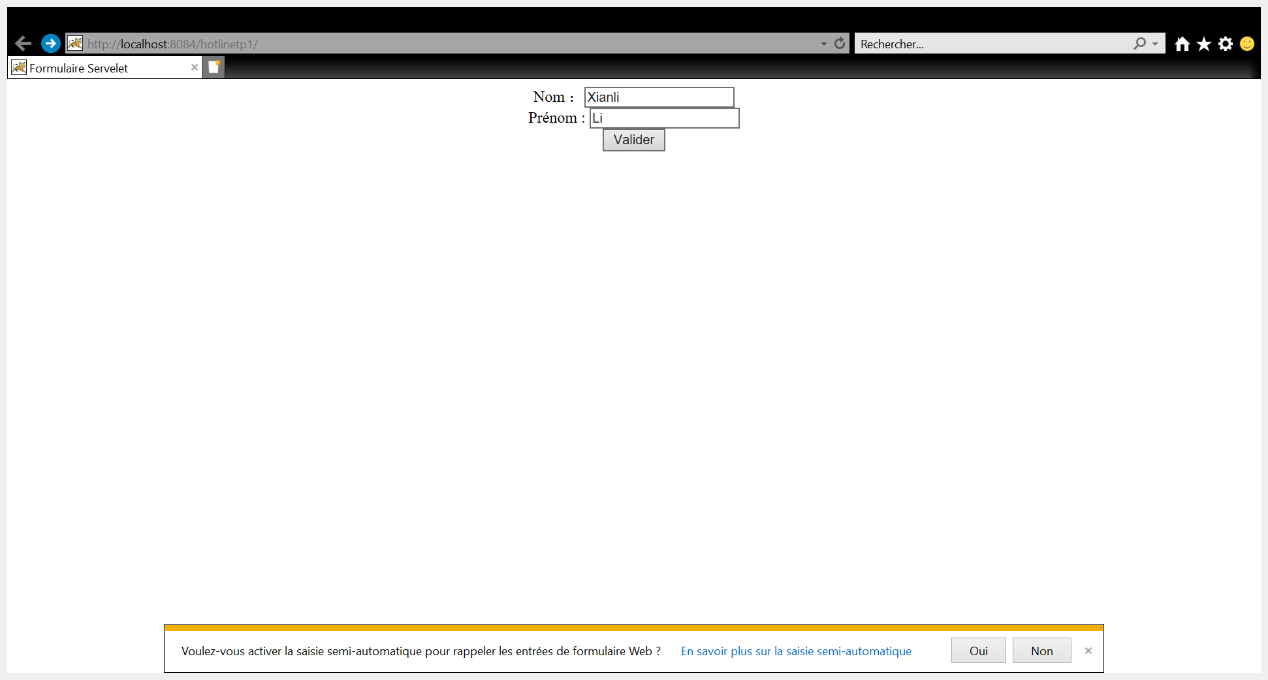 http://localhost:8084/hotlinetp1/
Rechercher...
Formulaire Servelet
Nom : Xianli
Prénom : Li
Valider
Voulez-vous activer la saisie semi-automatique pour rappeler les entrées de formulaire Web ? En savoir plus sur la saisie semi-automatique Oui Non